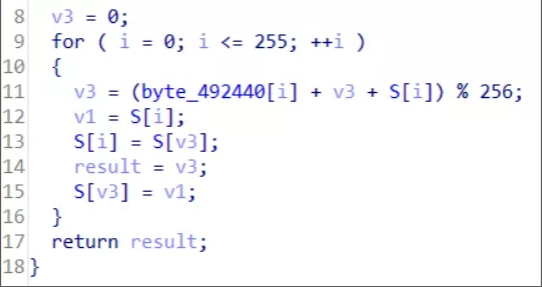 8 v3 = 0;
9 for ( i = 0; i <= 255; ++i )
10 {
11 v3 = (byte_492440[i] + v3 + S[i]) % 256;
12 v1 = S[i];
13 S[i] = S[v3];
14 result = v3;
15 S[v3] = v1;
16 }
17 return result;
18 }